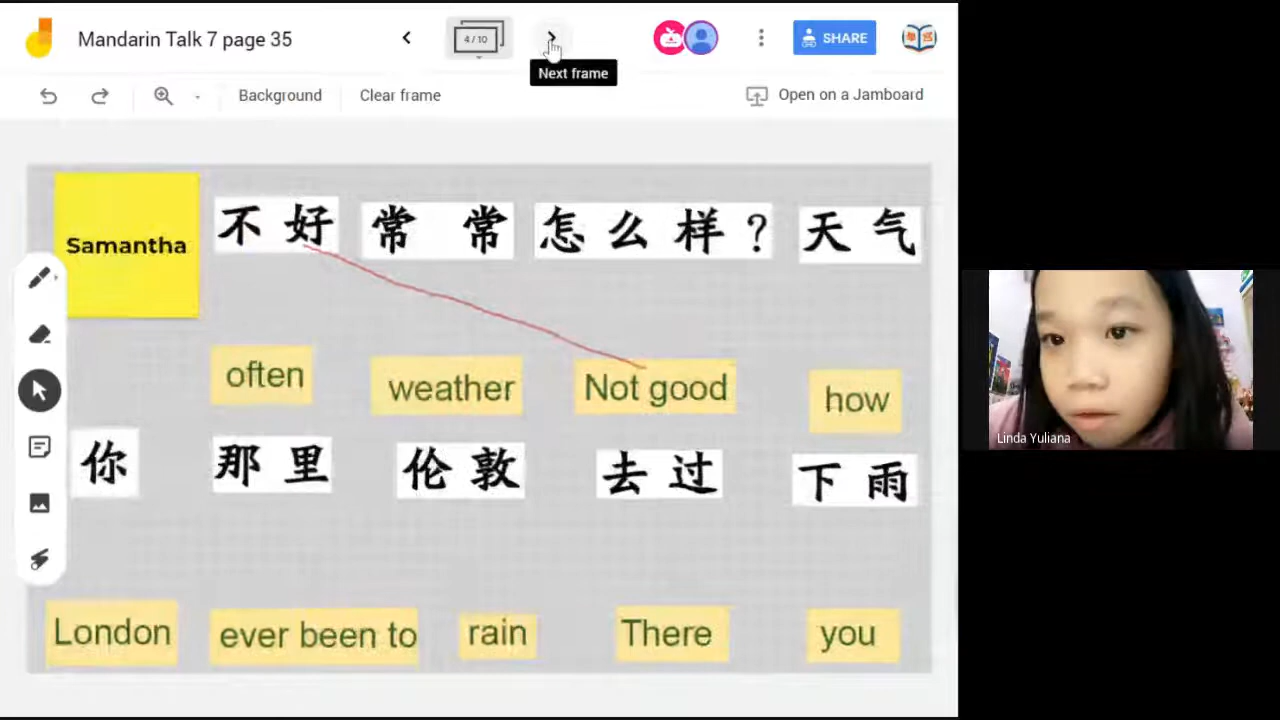 Mandarin Talk 7 page 35
4 / 10
SHARE
Next frame
Background
Clear frame
Open on a Jamboard
Samantha
不好
常常
怎么样？
天气
often
weather
Not good
how
你
那里
伦敦
去过
下雨
London
ever been to
rain
There
you
Linda Yuliana